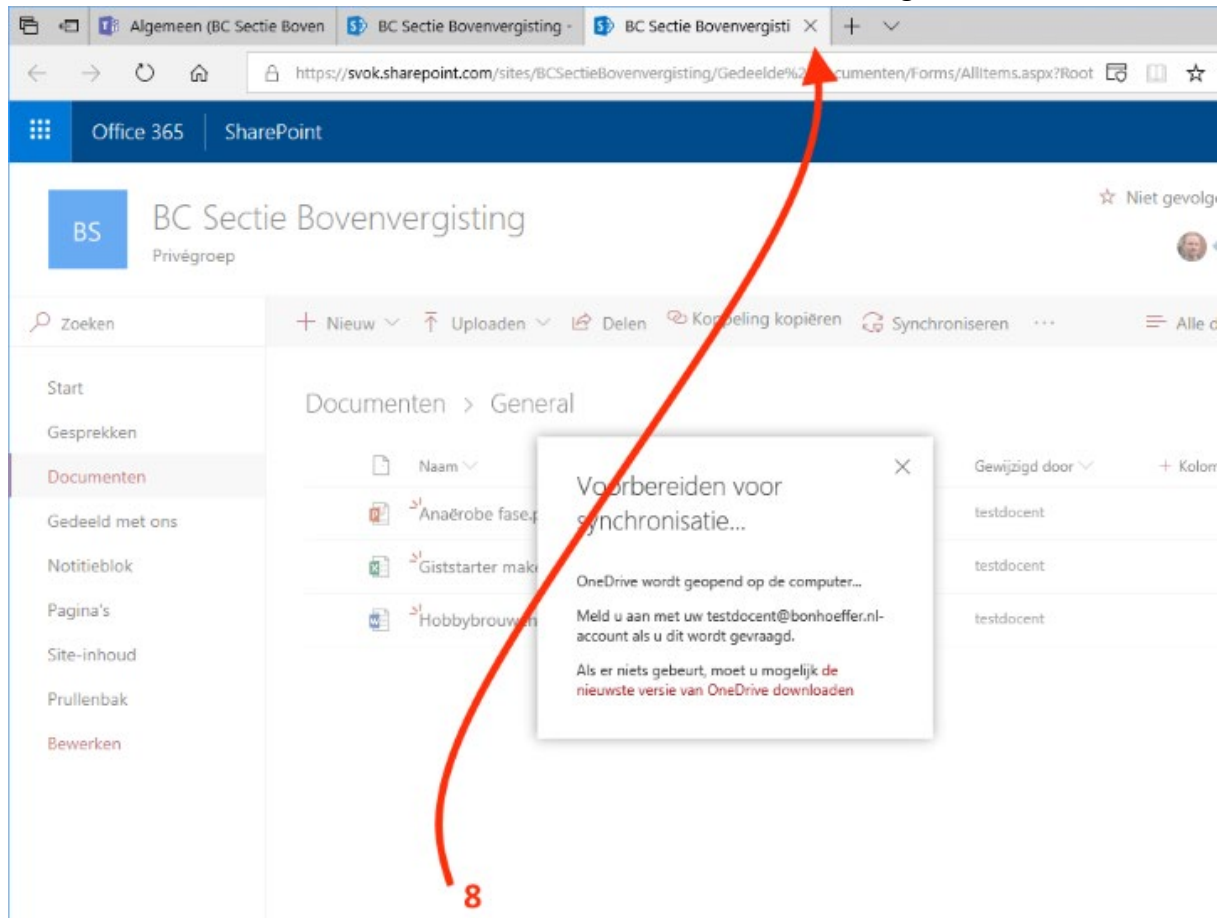 Algemeen (BC Sectie Boven
BC Sectie Bovenvergisting -
BC Sectie Bovenvergisti
https://svok.sharepoint.com/sites/BCSectieBovenvergisting/Gedeelde%2 cumenten/Forms/AllItems.aspx?Root
Office 365
SharePoint
BS
BC Sectie Bovenvergisting
Privégroep
Niet gevolg
Zoeken
Nieuw
Uploaden
Delen
Koppeling kopiëren
Synchroniseren
Alle d
Start
Gesprekken
Documenten
Gedeeld met ons
Notitieblok
Pagina's
Site-inhoud
Prullenbak
Bewerken
Documenten > General
Naam
Gewijzigd door
+ Kolom
Anaërobe fase.p
testdocent
Giststarter make
testdocent
Hobbybrouw
testdocent
Voorbereiden voor
synchronisatie...
OneDrive wordt geopend op de computer...
Meld u aan met uw testdocent@bonhoeffer.nl-
account als u dit wordt gevraagd.
Als er niets gebeurt, moet u mogelijk de
nieuwste versie van OneDrive downloaden
8